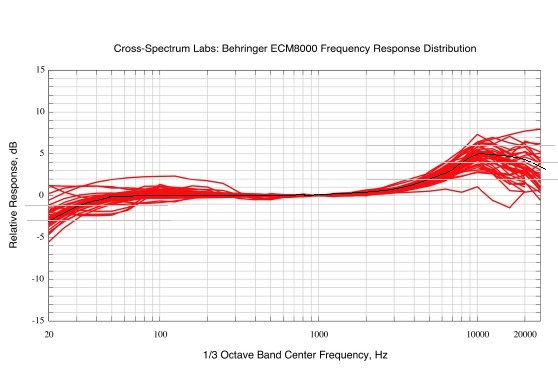 Cross-Spectrum Labs: Behringer ECM8000 Frequency Response Distribution
15
10
5
0
-5
-10
-15
Relative Response, dB
20 100 1000 10000 20000
1/3 Octave Band Center Frequency, Hz